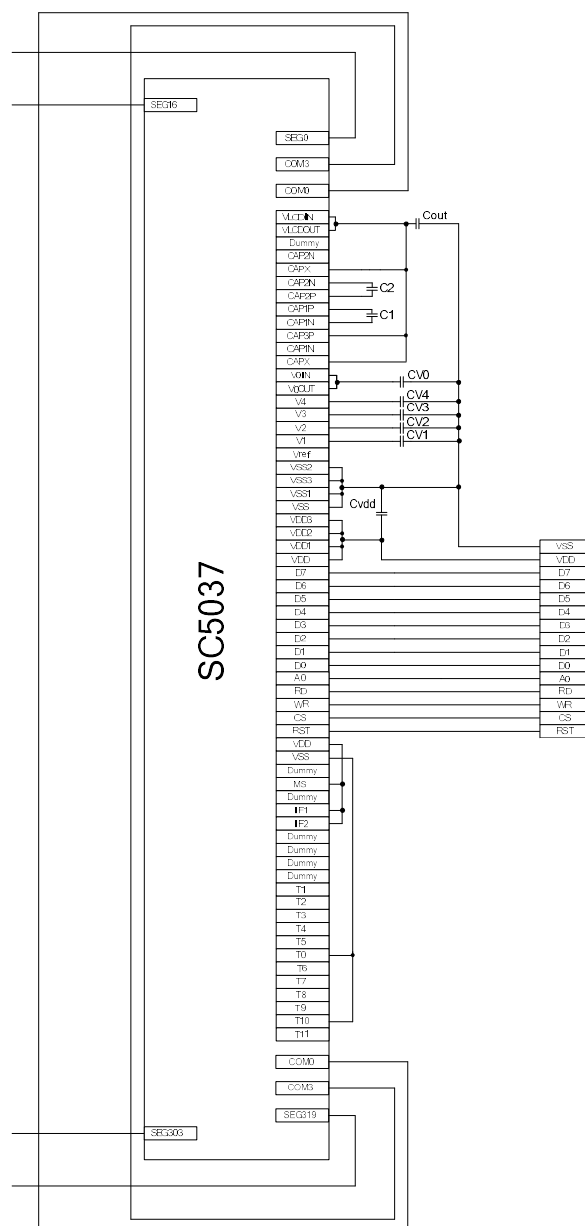 SEG16
SEG0
COM3
COM0
VLCDIN
VLCDOUT
Dummy
CAP2N
CAPX
CAP2N
CAP2P
CAP1P
CAP1N
CAP3P
CAP1N
CAPX
V0IN
V0OUT
V4
V3
V2
V1
Vref
VSS2
VSS3
VSS1
VSS
VDD3
VDD2
VDD1
VDD
D7
D6
D5
D4
D3
D2
D1
D0
A0
RD
WR
CS
RST
VDD
VSS
Dummy
MS
Dummy
IF1
IF2
Dummy
Dummy
Dummy
Dummy
T1
T2
T3
T4
T5
T0
T6
T7
T8
T9
T10
T11
COM0
COM3
SEG319
SEG303
SC5037
Cout
C2
C1
CV0
CV4
CV3
CV2
CV1
Cvdd
VSS
VDD
D7
D6
D5
D4
D3
D2
D1
D0
A0
RD
WR
CS
RST